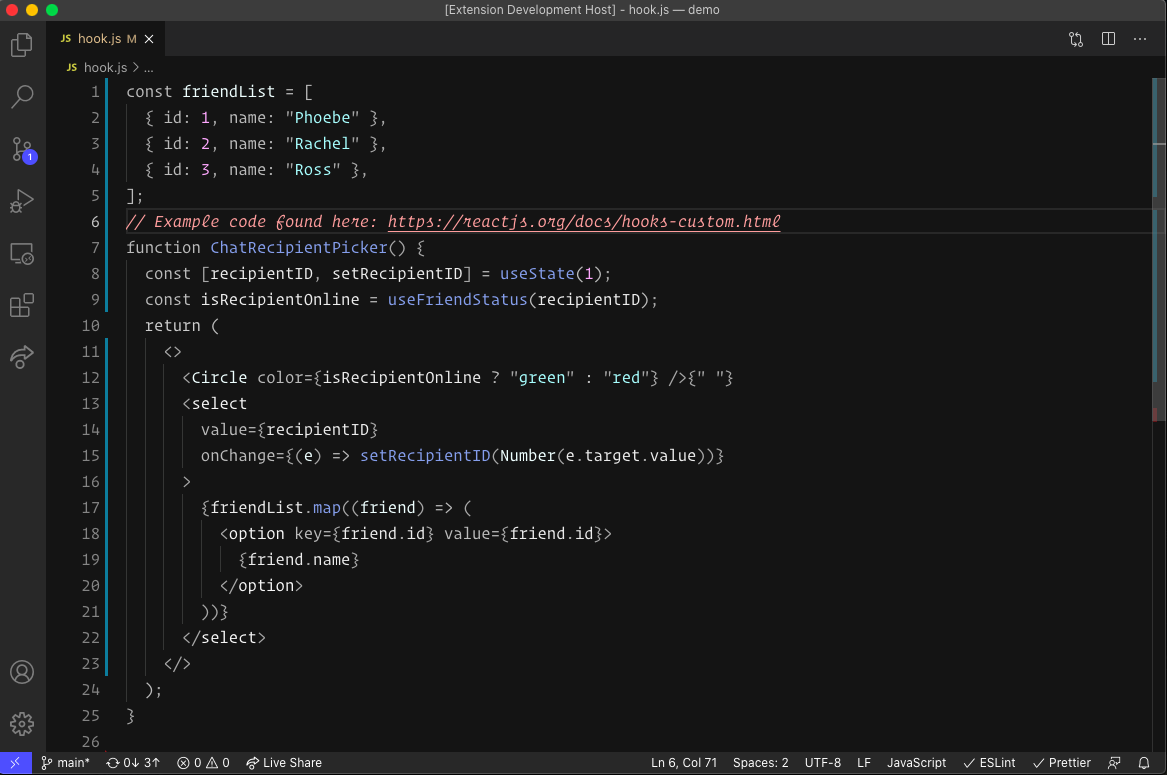 [Extension Development Host] - hook.js — demo
JS hook.js M
JS hook.js > ...
1 const friendList = [
2 { id: 1, name: "Phoebe" },
3 { id: 2, name: "Rachel" },
4 { id: 3, name: "Ross" },
5 ];
6 // Example code found here: https://reactjs.org/docs/hooks-custom.html
7 function ChatRecipientPicker() {
8 const [recipientID, setRecipientID] = useState(1);
9 const isRecipientOnline = useFriendStatus(recipientID);
10 return (
11 <>
12 <Circle color={isRecipientOnline ? "green" : "red"} />{" "}
13 <select
14 value={recipientID}
15 onChange={(e) => setRecipientID(Number(e.target.value))}
16 >
17 {friendList.map((friend) => (
18 <option key={friend.id} value={friend.id}>
19 {friend.name}
20 </option>
21 ))}
22 </select>
23 </>
24 );
25 }
26
1
main* 0↓ 3↑ 0 0 Live Share Ln 6, Col 71 Spaces: 2 UTF-8 LF JavaScript ESLint Prettier